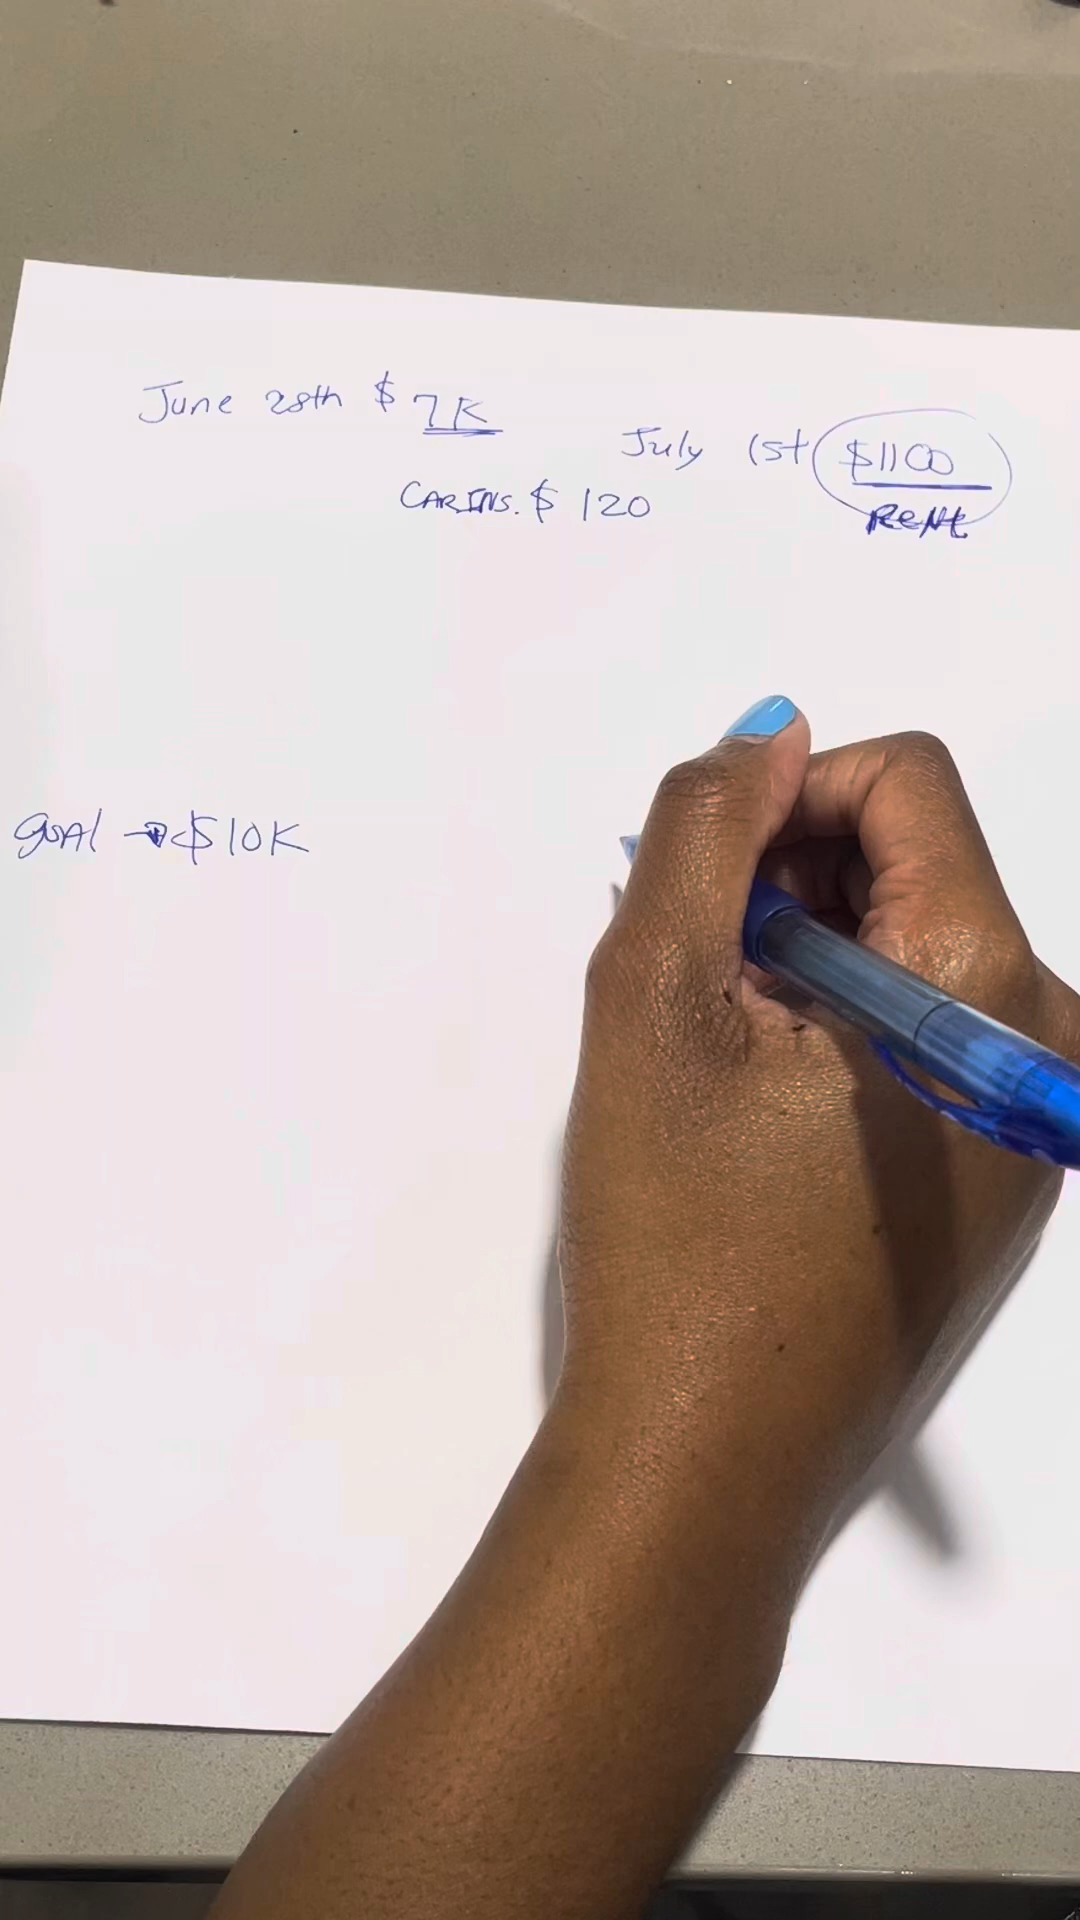 June 28th $ 7K
July 1st $1100
CAR INS. $ 120
RENt
gOAl → $10K